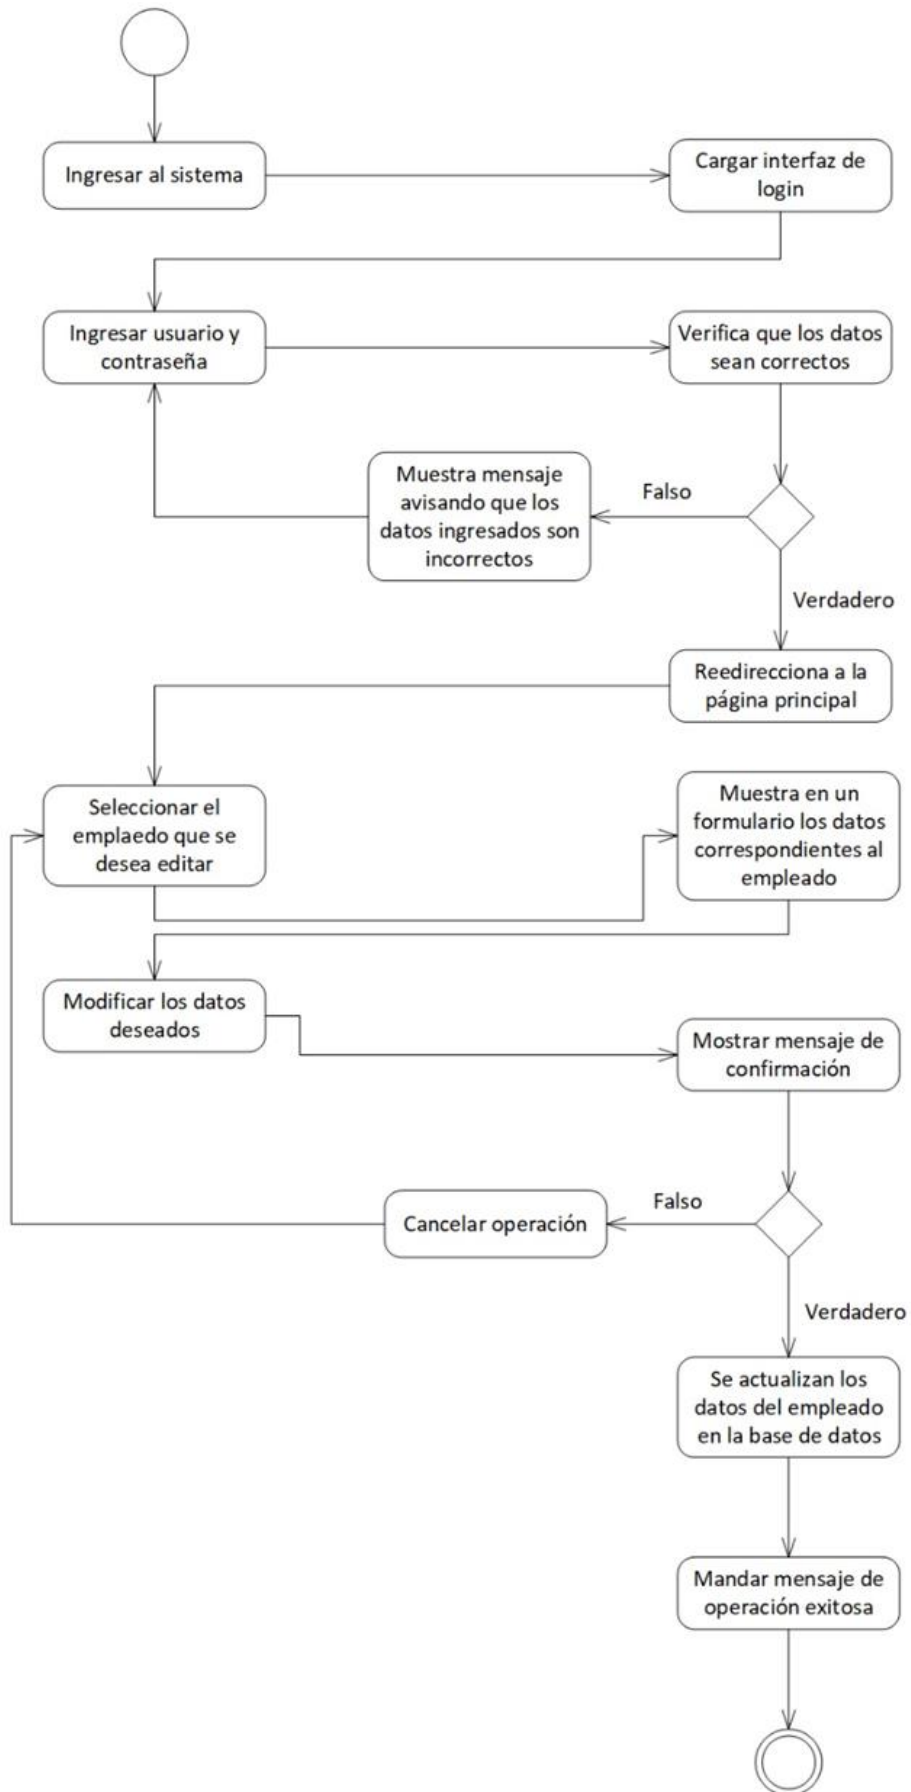 Ingresar al sistema
Cargar interfaz de
login
Ingresar usuario y
contraseña
Verifica que los datos
sean correctos
Muestra mensaje
avisando que los
datos ingresados son
incorrectos
Falso
Verdadero
Reedirecciona a la
página principal
Seleccionar el
emplaedo que se
desea editar
Muestra en un
formulario los datos
correspondientes al
empleado
Modificar los datos
deseados
Mostrar mensaje de
confirmación
Cancelar operación
Falso
Verdadero
Se actualizan los
datos del empleado
en la base de datos
Mandar mensaje de
operación exitosa